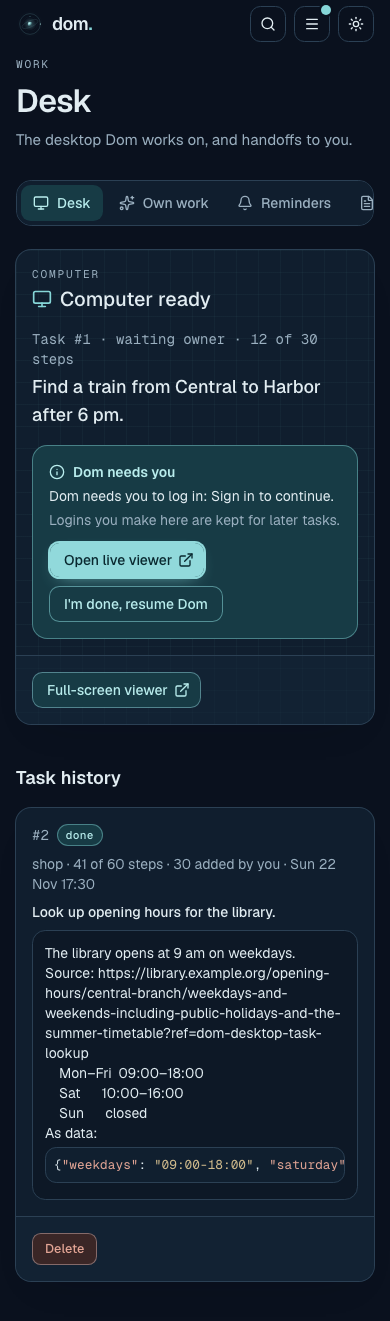 dom.
WORK
Desk
The desktop Dom works on, and handoffs to you.
Desk Own work Reminders
COMPUTER
Computer ready
Task #1 · waiting owner · 12 of 30
steps
Find a train from Central to Harbor
after 6 pm.
Dom needs you
Dom needs you to log in: Sign in to continue.
Logins you make here are kept for later tasks.
Open live viewer
I'm done, resume Dom
Full-screen viewer
Task history
#2 done
shop · 41 of 60 steps · 30 added by you · Sun 22
Nov 17:30
Look up opening hours for the library.
The library opens at 9 am on weekdays.
Source: https://library.example.org/opening-
hours/central-branch/weekdays-and-
weekends-including-public-holidays-and-the-
summer-timetable?ref=dom-desktop-task-
lookup
Mon–Fri 09:00–18:00
Sat 10:00–16:00
Sun closed
As data:
{"weekdays": "09:00-18:00", "saturday"
Delete